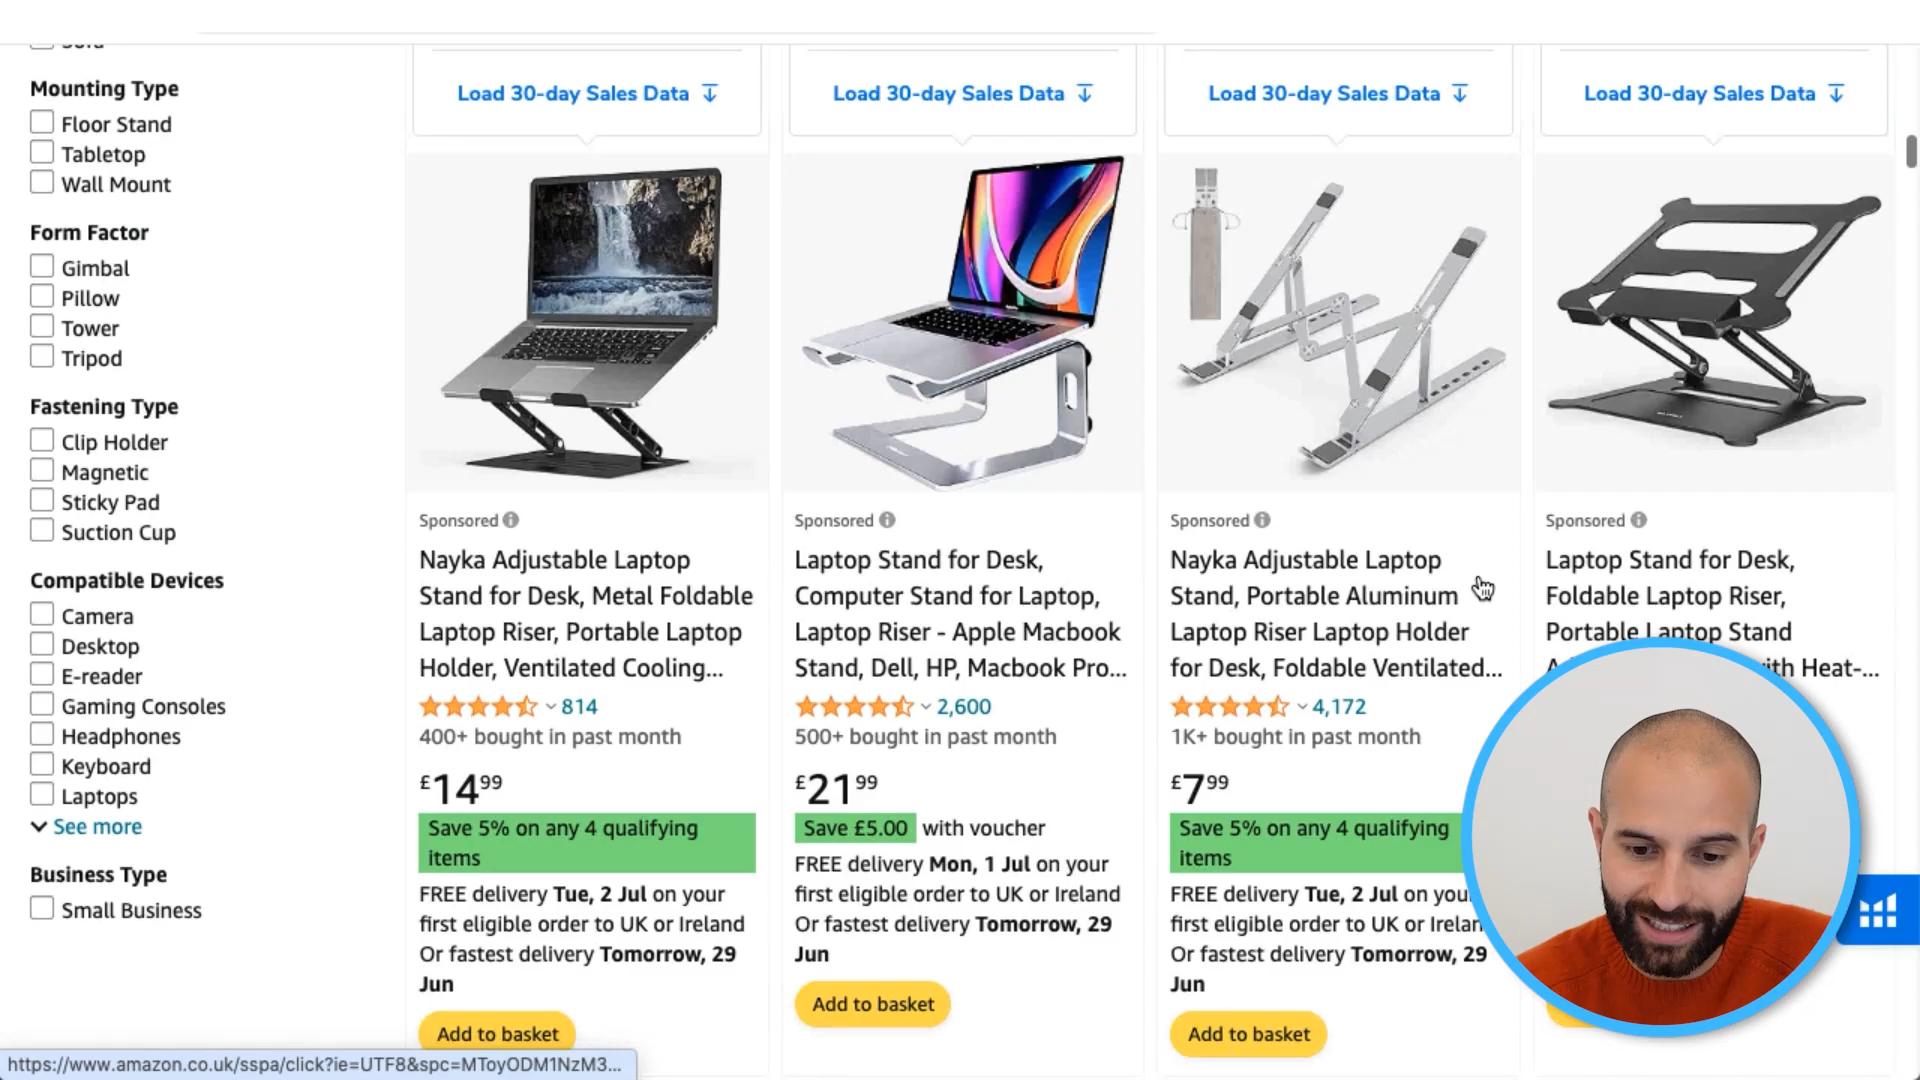 Sofa
Mounting Type
Floor Stand
Tabletop
Wall Mount
Form Factor
Gimbal
Pillow
Tower
Tripod
Fastening Type
Clip Holder
Magnetic
Sticky Pad
Suction Cup
Compatible Devices
Camera
Desktop
E-reader
Gaming Consoles
Headphones
Keyboard
Laptops
See more
Business Type
Small Business
Load 30-day Sales Data
Sponsored
Nayka Adjustable Laptop
Stand for Desk, Metal Foldable
Laptop Riser, Portable Laptop
Holder, Ventilated Cooling...
814
400+ bought in past month
£14.99
Save 5% on any 4 qualifying
items
FREE delivery Tue, 2 Jul on your
first eligible order to UK or Ireland
Or fastest delivery Tomorrow, 29
Jun
Add to basket
Load 30-day Sales Data
Sponsored
Laptop Stand for Desk,
Computer Stand for Laptop,
Laptop Riser - Apple Macbook
Stand, Dell, HP, Macbook Pro...
2,600
500+ bought in past month
£21.99
Save £5.00 with voucher
FREE delivery Mon, 1 Jul on your
first eligible order to UK or Ireland
Or fastest delivery Tomorrow, 29
Jun
Add to basket
Load 30-day Sales Data
Sponsored
Nayka Adjustable Laptop
Stand, Portable Aluminum
Laptop Riser Laptop Holder
for Desk, Foldable Ventilated...
4,172
1K+ bought in past month
£7.99
Save 5% on any 4 qualifying
items
FREE delivery Tue, 2 Jul on you
first eligible order to UK or Irelan
Or fastest delivery Tomorrow, 29
Jun
Add to basket
Load 30-day Sales Data
Sponsored
Laptop Stand for Desk,
Foldable Laptop Riser,
Portable Laptop Stand
Heat-...
https://www.amazon.co.uk/sspa/click?ie=UTF8&spc=MToyODM1NzM3...